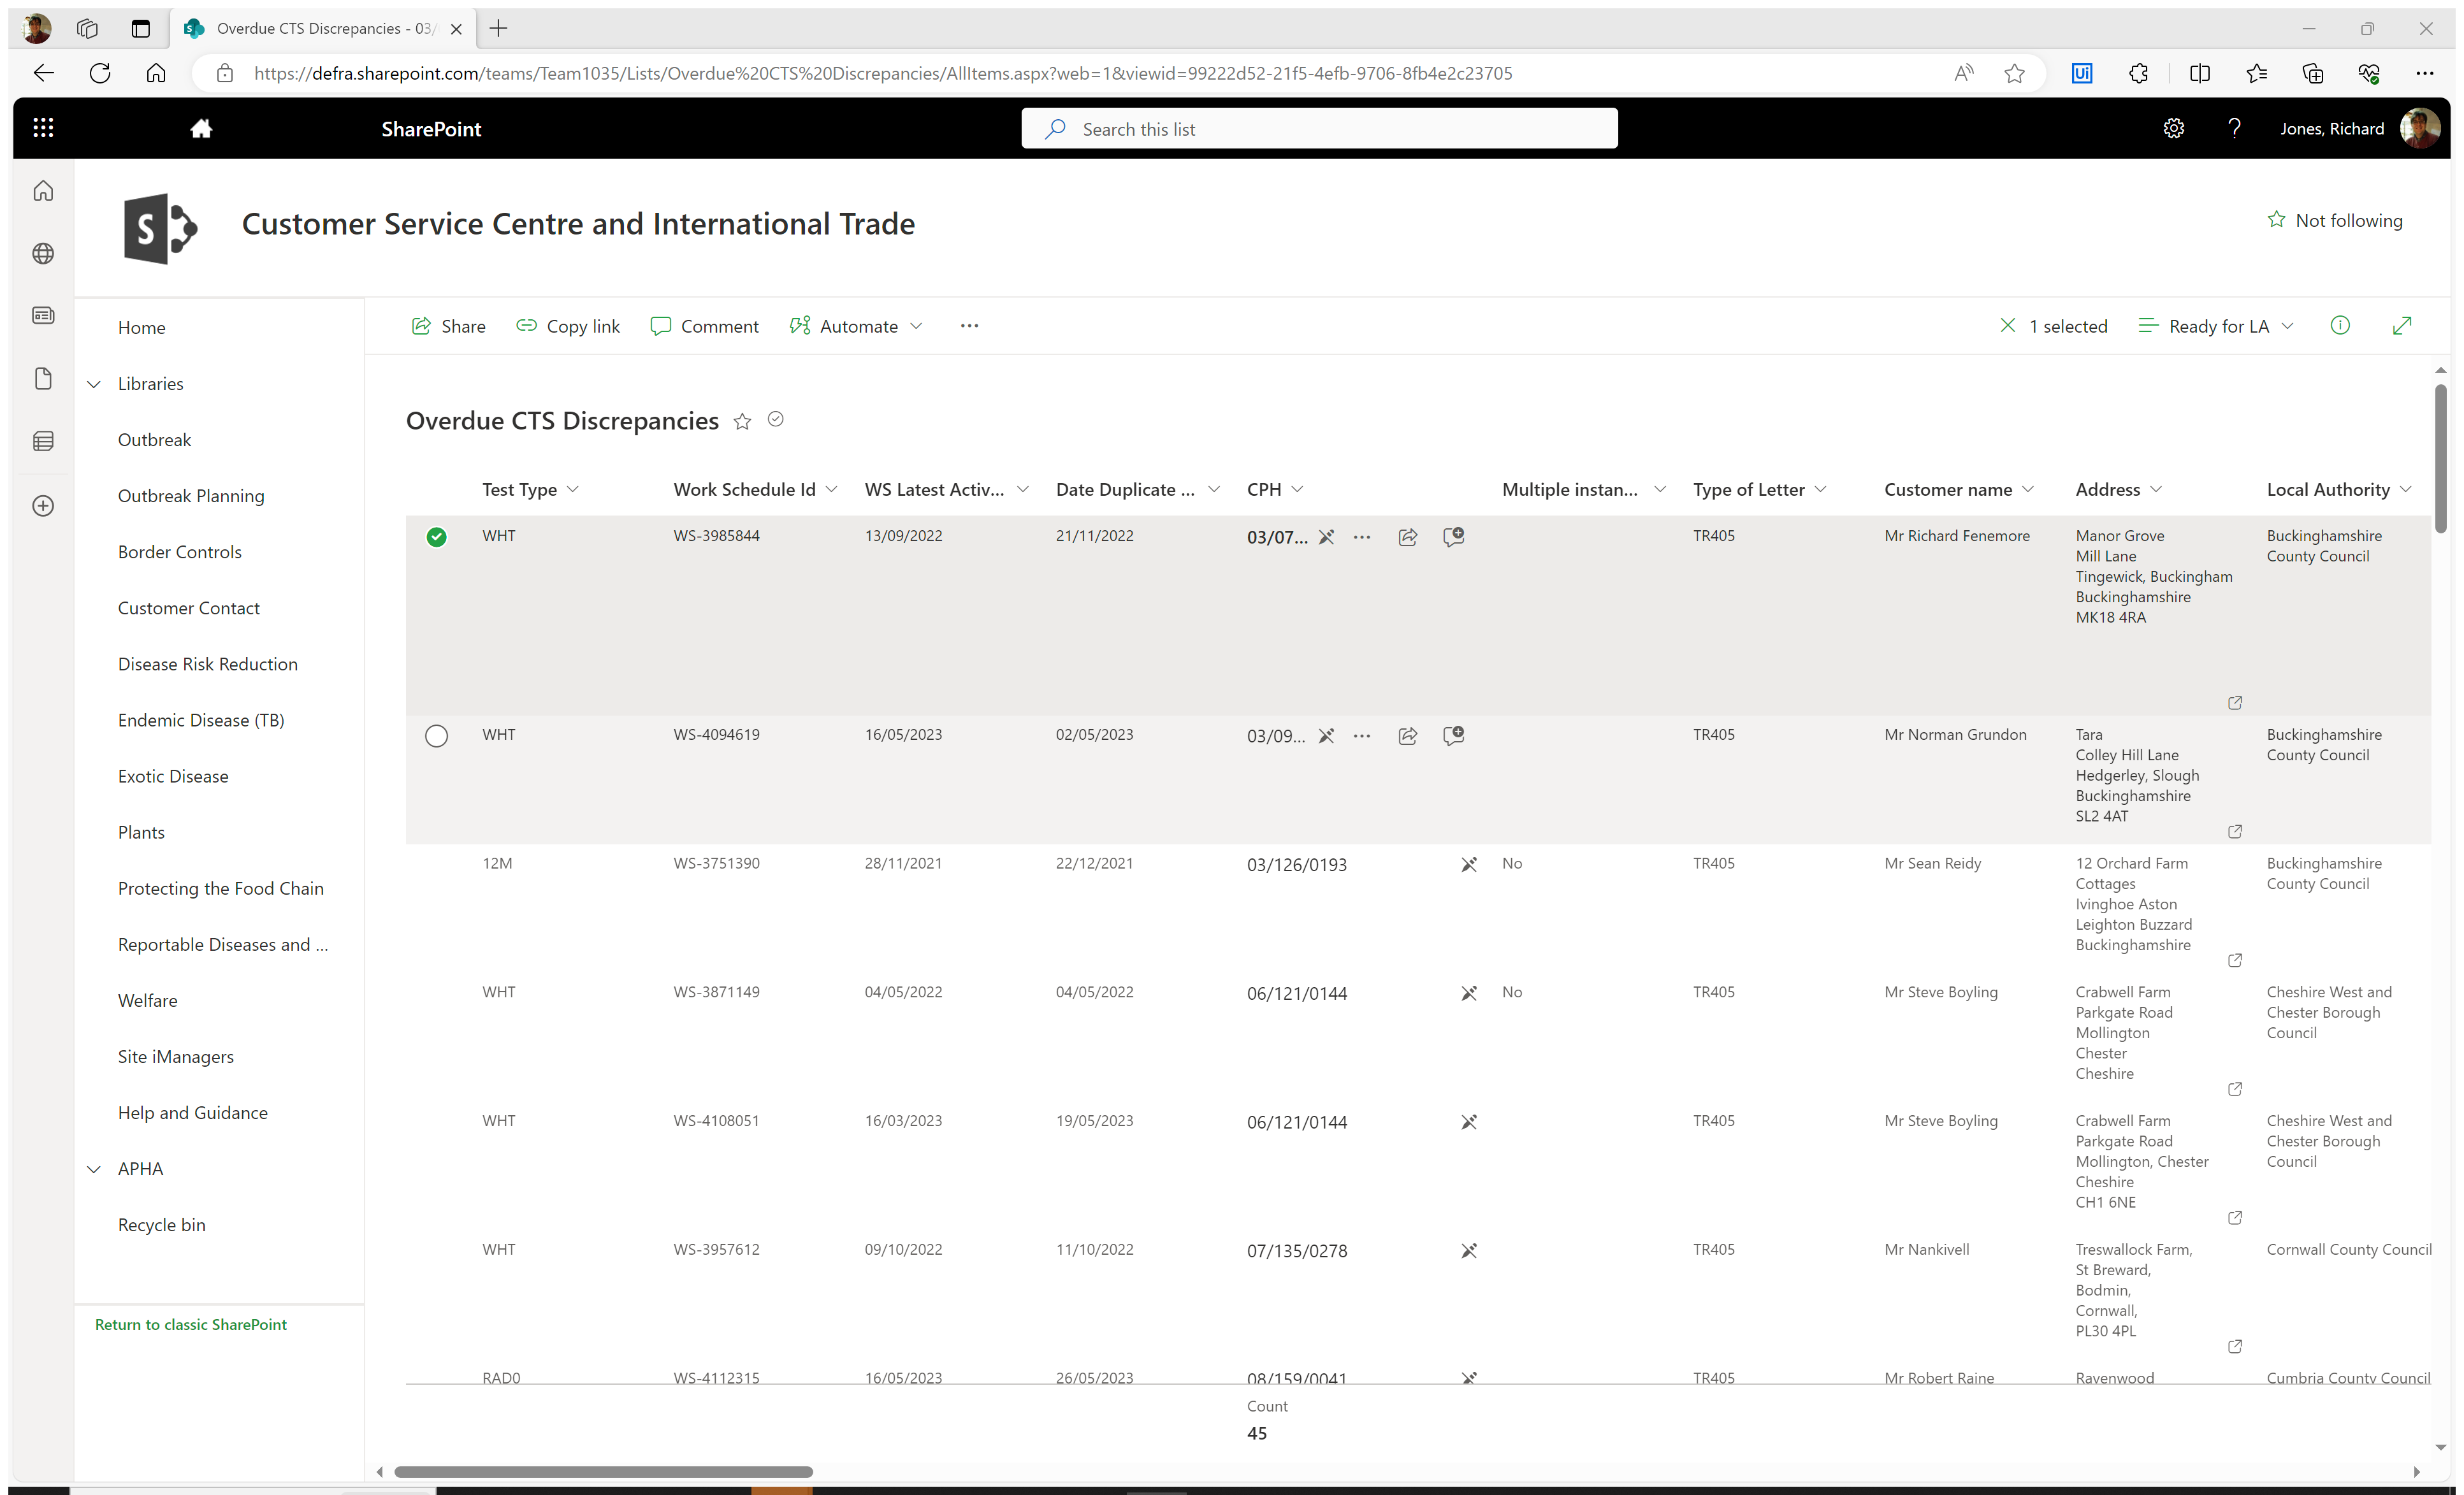 Overdue CTS Discrepancies - 03/
https://defra.sharepoint.com/teams/Team1035/Lists/Overdue%20CTS%20Discrepancies/AllItems.aspx?web=1&viewid=99222d52-21f5-4efb-9706-8fb4e2c23705
SharePoint
Search this list
Jones, Richard
Customer Service Centre and International Trade
Not following
Home
Libraries
Outbreak
Outbreak Planning
Border Controls
Customer Contact
Disease Risk Reduction
Endemic Disease (TB)
Exotic Disease
Plants
Protecting the Food Chain
Reportable Diseases and ...
Welfare
Site iManagers
Help and Guidance
APHA
Recycle bin
Return to classic SharePoint
Share Copy link Comment Automate ... 1 selected Ready for LA
Overdue CTS Discrepancies
Test Type Work Schedule Id WS Latest Activ... Date Duplicate ... CPH Multiple instan... Type of Letter Customer name Address Local Authority
WHT WS-3985844 13/09/2022 21/11/2022 03/07... TR405 Mr Richard Fenemore Manor Grove Buckinghamshire
Mill Lane County Council
Tingewick, Buckingham
Buckinghamshire
MK18 4RA
WHT WS-4094619 16/05/2023 02/05/2023 03/09... TR405 Mr Norman Grundon Tara Buckinghamshire
Colley Hill Lane County Council
Hedgerley, Slough
Buckinghamshire
SL2 4AT
12M WS-3751390 28/11/2021 22/12/2021 03/126/0193 No TR405 Mr Sean Reidy 12 Orchard Farm Buckinghamshire
Cottages County Council
Ivinghoe Aston
Leighton Buzzard
Buckinghamshire
WHT WS-3871149 04/05/2022 04/05/2022 06/121/0144 No TR405 Mr Steve Boyling Crabwell Farm Cheshire West and
Parkgate Road Chester Borough
Mollington Council
Chester
Cheshire
WHT WS-4108051 16/03/2023 19/05/2023 06/121/0144 TR405 Mr Steve Boyling Crabwell Farm Cheshire West and
Parkgate Road Chester Borough
Mollington, Chester Council
Cheshire
CH1 6NE
WHT WS-3957612 09/10/2022 11/10/2022 07/135/0278 TR405 Mr Nankivell Treswallock Farm, Cornwall County Council
St Breward,
Bodmin,
Cornwall,
PL30 4PL
RAD0 WS-4112315 16/05/2023 26/05/2023 08/159/0041 TR405 Mr Robert Raine Ravenwood Cumbria County Council
Count
45